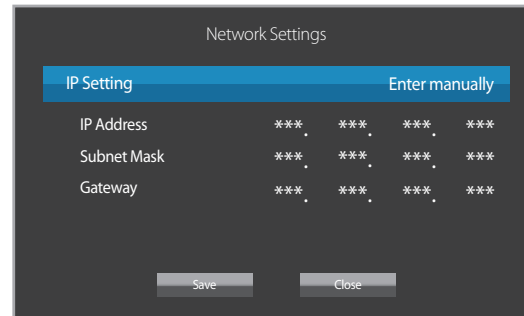 Network Settings
IP Setting Enter manually
IP Address ***. ***. ***. ***
Subnet Mask ***. ***. ***. ***
Gateway ***. ***. ***. ***
Save Close